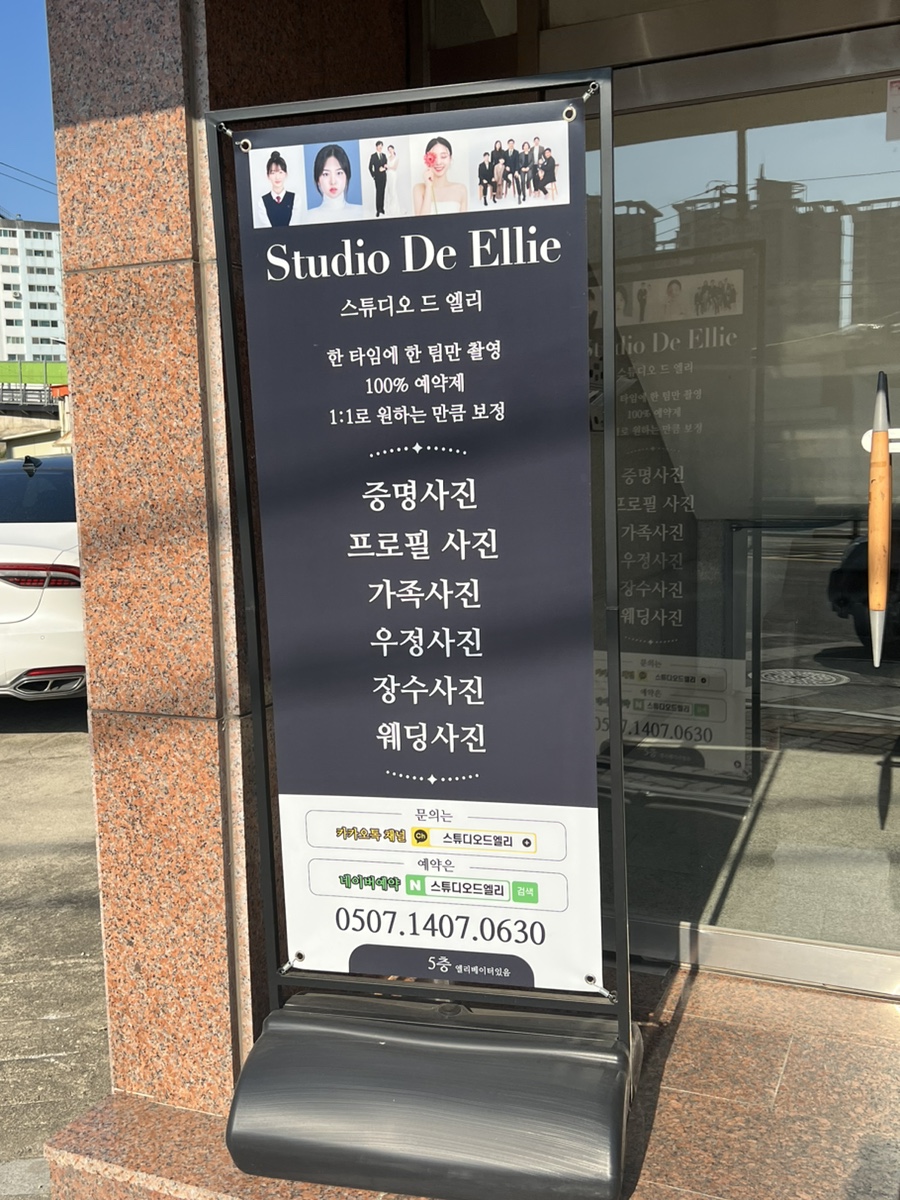 Studio De Ellie
스튜디오 드 엘리
한 타임에 한 팀만 촬영
100% 예약제
1:1로 원하는 만큼 보정
증명사진
프로필 사진
가족사진
우정사진
장수사진
웨딩사진
문의는
카카오톡 채널 Ch 스튜디오드엘리
예약은
네이버예약 N 스튜디오드엘리 검색
0507.1407.0630
5층 엘리베이터있음